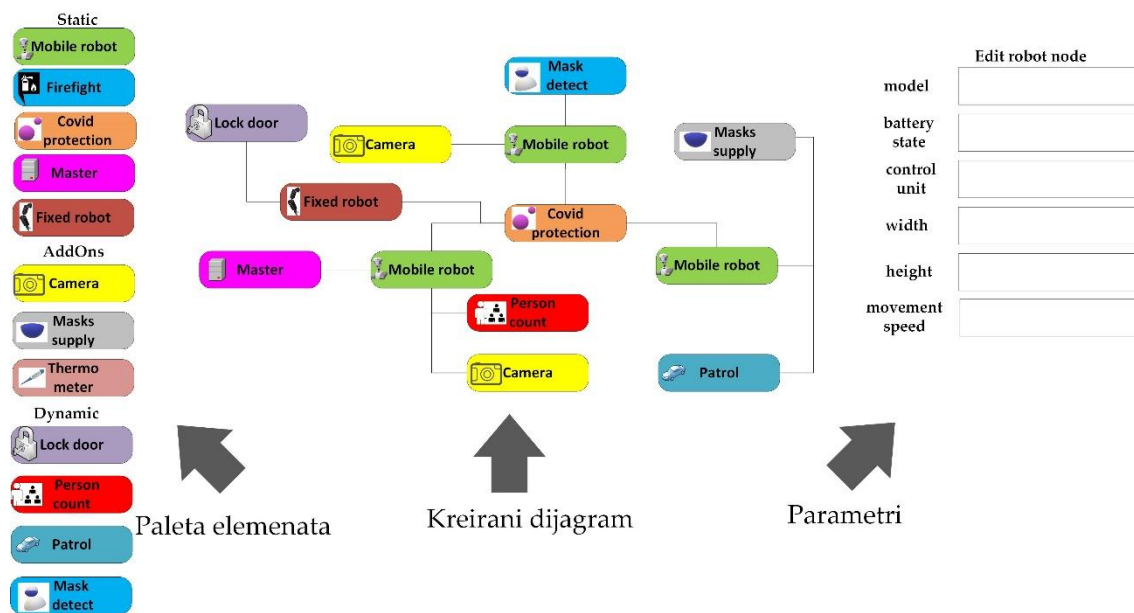 Static
Mobile robot
Firefight
Covid
protection
Master
Fixed robot
AddOns
Camera
Masks
supply
Thermo
meter
Dynamic
Lock door
Person
count
Patrol
Mask
detect
Mask
detect
Lock door
Camera
Mobile robot
Masks
supply
Fixed robot
Covid
protection
Master
Mobile robot
Mobile robot
Person
count
Camera
Patrol
Edit robot node
model
battery
state
control
unit
width
height
movement
speed
Paleta elemenata
Kreirani dijagram
Parametri